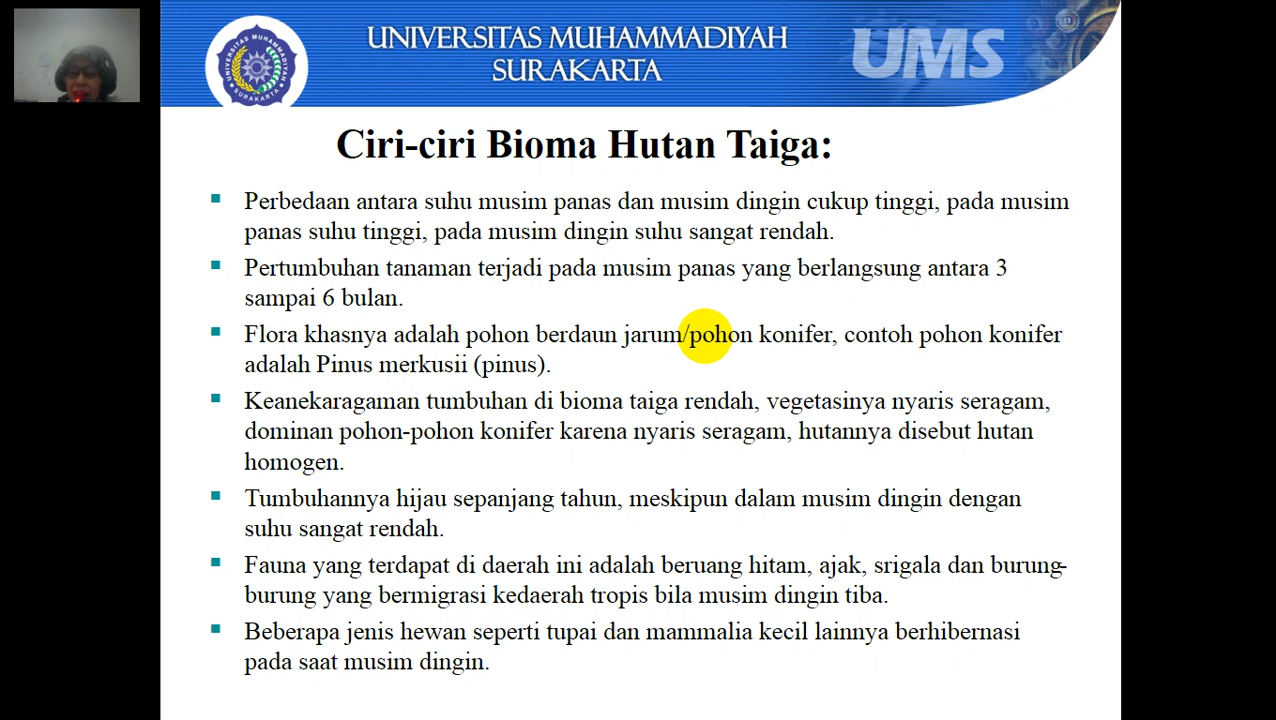 UNIVERSITAS MUHAMMADIYAH
SURAKARTA
UMS
UNIVERSITAS MUHAMMADIYAH
SURAKARTA
Ciri-ciri Bioma Hutan Taiga:
Perbedaan antara suhu musim panas dan musim dingin cukup tinggi, pada musim
panas suhu tinggi, pada musim dingin suhu sangat rendah.
Pertumbuhan tanaman terjadi pada musim panas yang berlangsung antara 3
sampai 6 bulan.
Flora khasnya adalah pohon berdaun jarum/pohon konifer, contoh pohon konifer
adalah Pinus merkusii (pinus).
Keanekaragaman tumbuhan di bioma taiga rendah, vegetasinya nyaris seragam,
dominan pohon-pohon konifer karena nyaris seragam, hutannya disebut hutan
homogen.
Tumbuhannya hijau sepanjang tahun, meskipun dalam musim dingin dengan
suhu sangat rendah.
Fauna yang terdapat di daerah ini adalah beruang hitam, ajak, srigala dan burung-
burung yang bermigrasi kedaerah tropis bila musim dingin tiba.
Beberapa jenis hewan seperti tupai dan mammalia kecil lainnya berhibernasi
pada saat musim dingin.